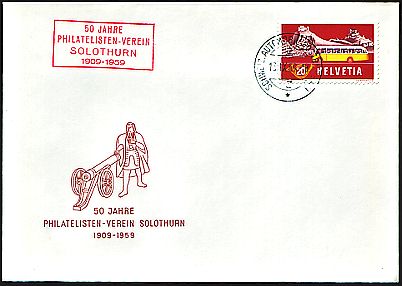 50 JAHRE
PHILATELISTEN-VEREIN
SOLOTHURN
1909-1959
20
HELVETIA
50 JAHRE
PHILATELISTEN-VEREIN SOLOTHURN
1909-1959